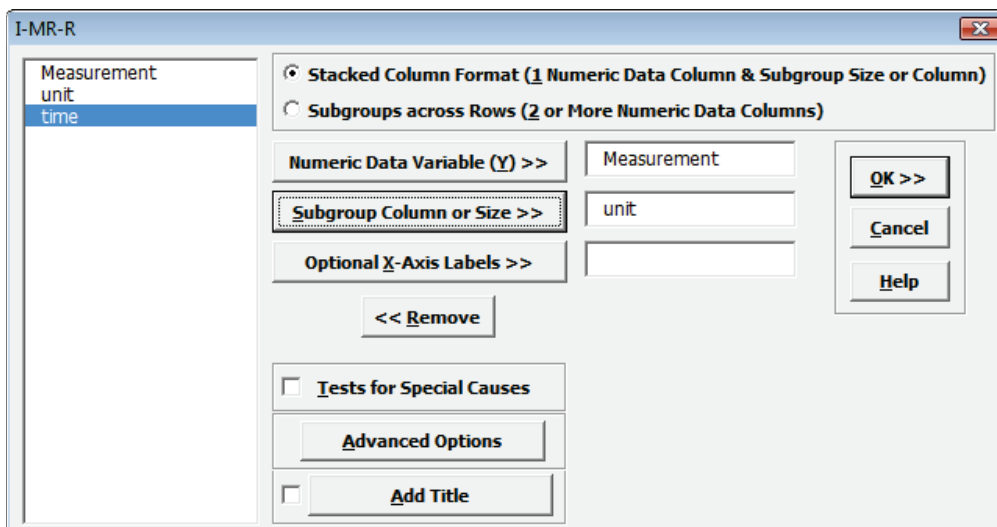 I-MR-R
Measurement
unit
time
Stacked Column Format (1 Numeric Data Column & Subgroup Size or Column)
Subgroups across Rows (2 or More Numeric Data Columns)
Numeric Data Variable (Y) >>
Measurement
Subgroup Column or Size >>
unit
Optional X-Axis Labels >>
<< Remove
OK >>
Cancel
Help
Tests for Special Causes
Advanced Options
Add Title